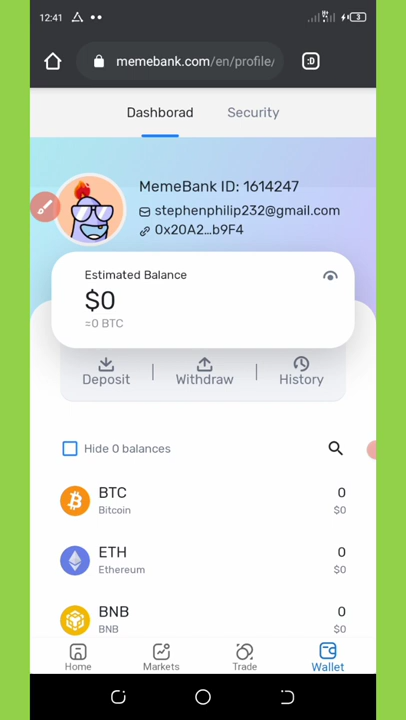 12:41
3
memebank.com/en/profile/
:D
Dashborad
Security
MemeBank ID: 1614247
stephenphilip232@gmail.com
0x20A2...b9F4
Estimated Balance
$0
≈0 BTC
Deposit
Withdraw
History
Hide 0 balances
BTC 0
Bitcoin $0
ETH 0
Ethereum $0
BNB 0
BNB $0
Home
Markets
Trade
Wallet